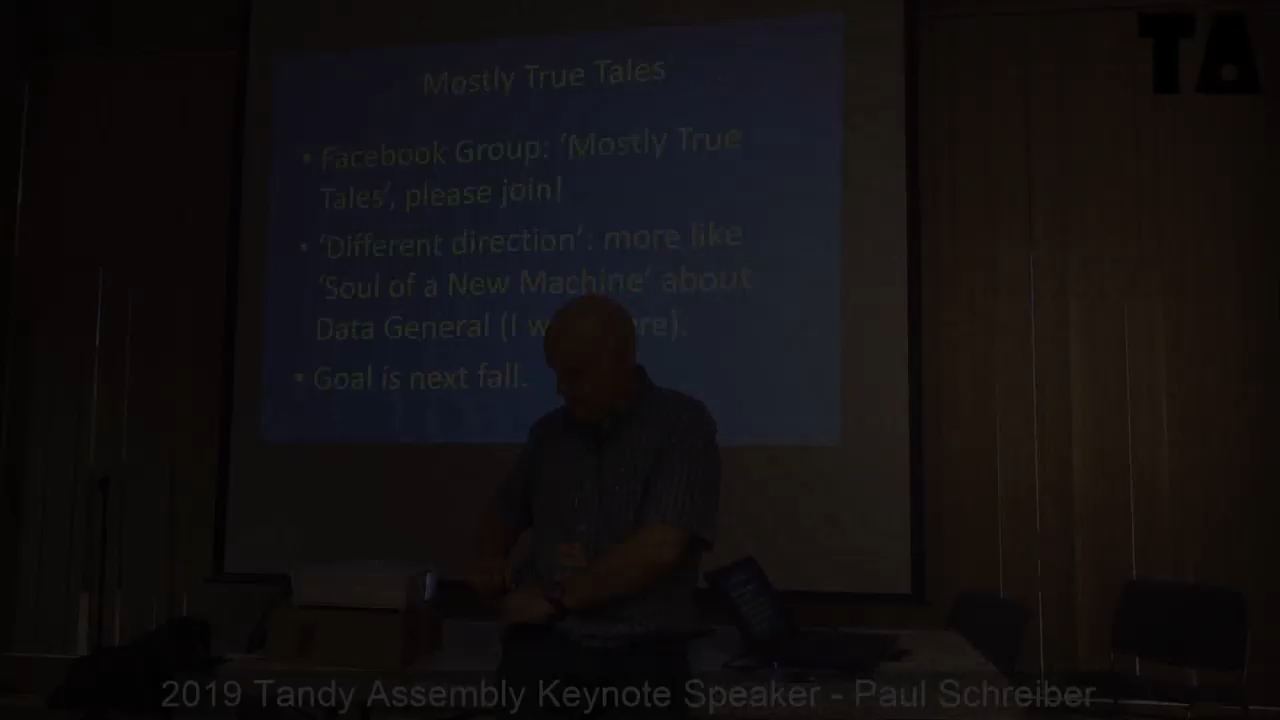 TA
Mostly True Tales
• Facebook Group: ‘Mostly True
Tales’, please join!
• ‘Different direction’: more like
‘Soul of a New Machine’ about
Data General (I
• Goal is next fall.
2019 Tandy Assembly Keynote Speaker - Paul Schreiber